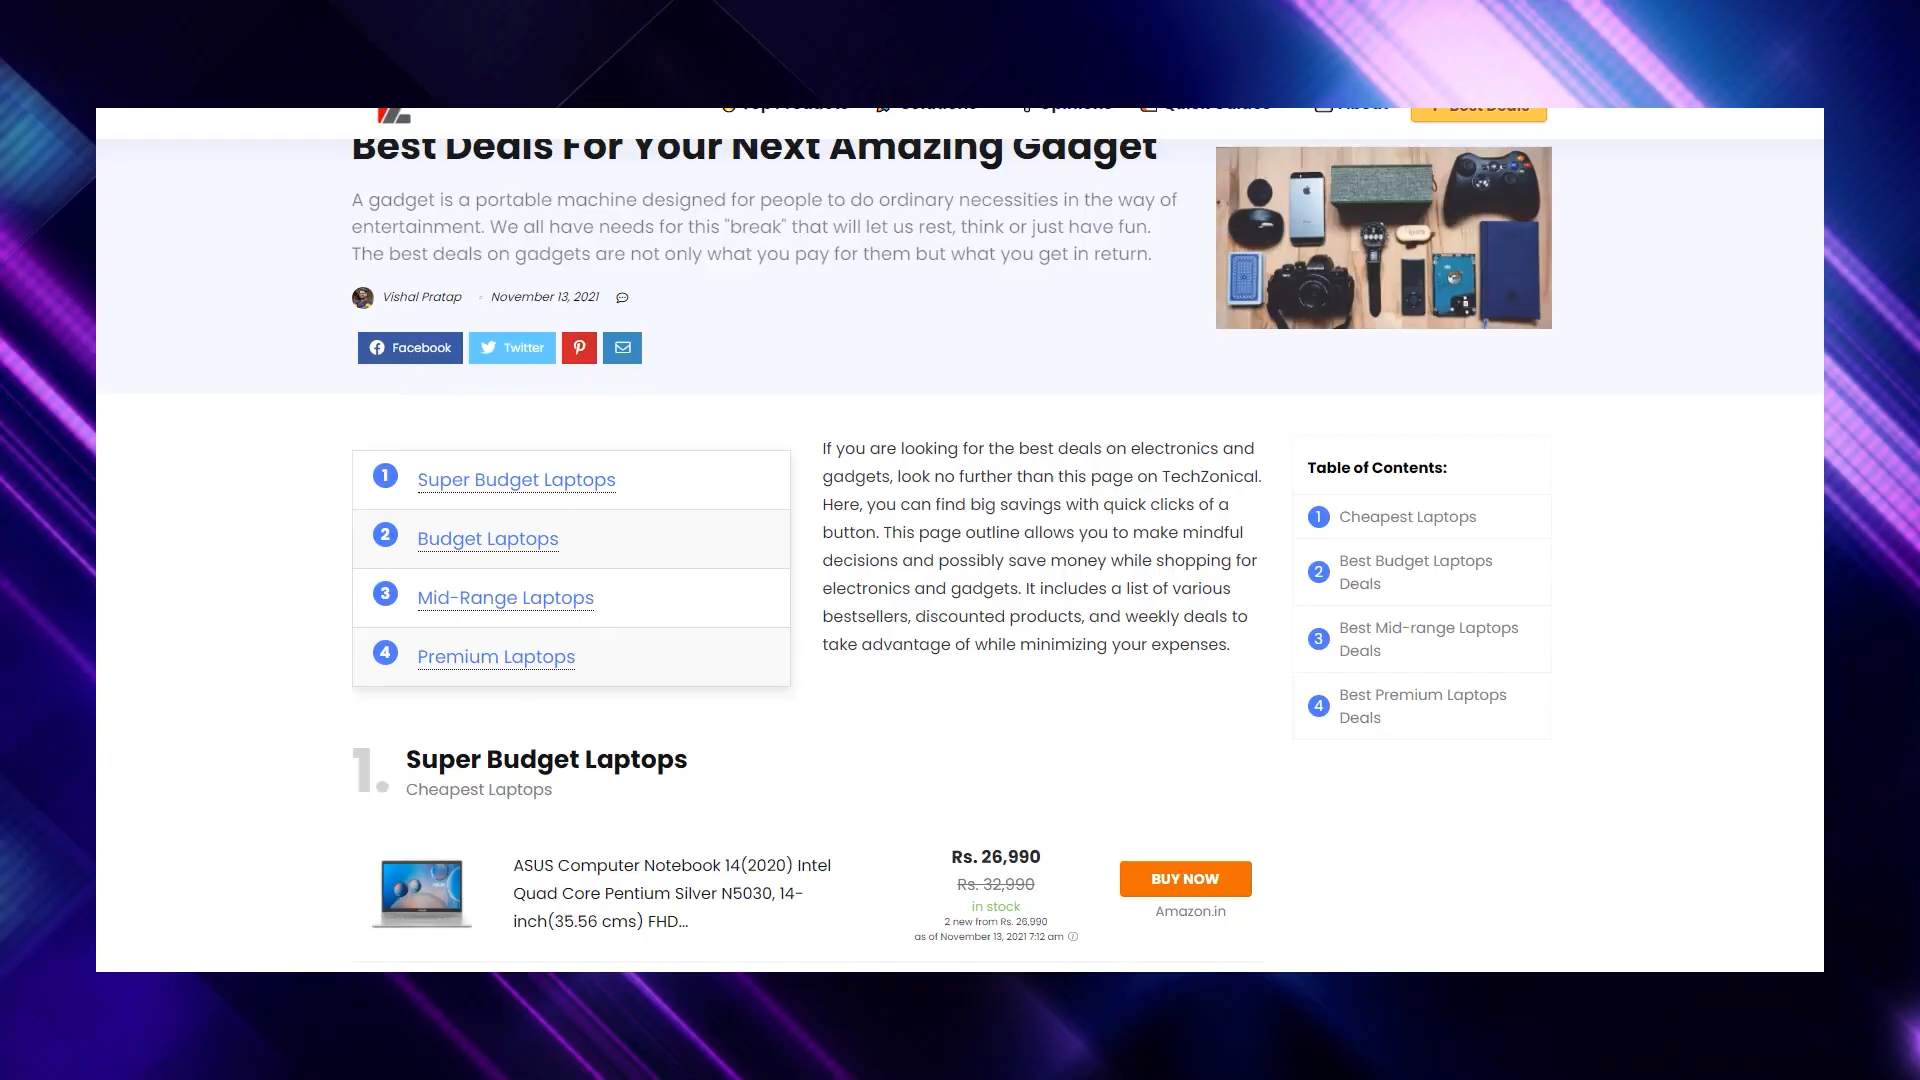 Top Products Solutions Opinions Quick Guides About Best Deals
Best Deals For Your Next Amazing Gadget
A gadget is a portable machine designed for people to do ordinary necessities in the way of
entertainment. We all have needs for this "break" that will let us rest, think or just have fun.
The best deals on gadgets are not only what you pay for them but what you get in return.
Vishal Pratap November 13, 2021
Facebook Twitter
1 Super Budget Laptops
2 Budget Laptops
3 Mid-Range Laptops
4 Premium Laptops
If you are looking for the best deals on electronics and
gadgets, look no further than this page on TechZonical.
Here, you can find big savings with quick clicks of a
button. This page outline allows you to make mindful
decisions and possibly save money while shopping for
electronics and gadgets. It includes a list of various
bestsellers, discounted products, and weekly deals to
take advantage of while minimizing your expenses.
Table of Contents:
1 Cheapest Laptops
2 Best Budget Laptops
Deals
3 Best Mid-range Laptops
Deals
4 Best Premium Laptops
Deals
1. Super Budget Laptops
Cheapest Laptops
ASUS Computer Notebook 14(2020) Intel
Quad Core Pentium Silver N5030, 14-
inch(35.56 cms) FHD...
Rs. 26,990
Rs. 32,990
in stock
2 new from Rs. 26,990
as of November 13, 2021 7:12 am
BUY NOW
Amazon.in